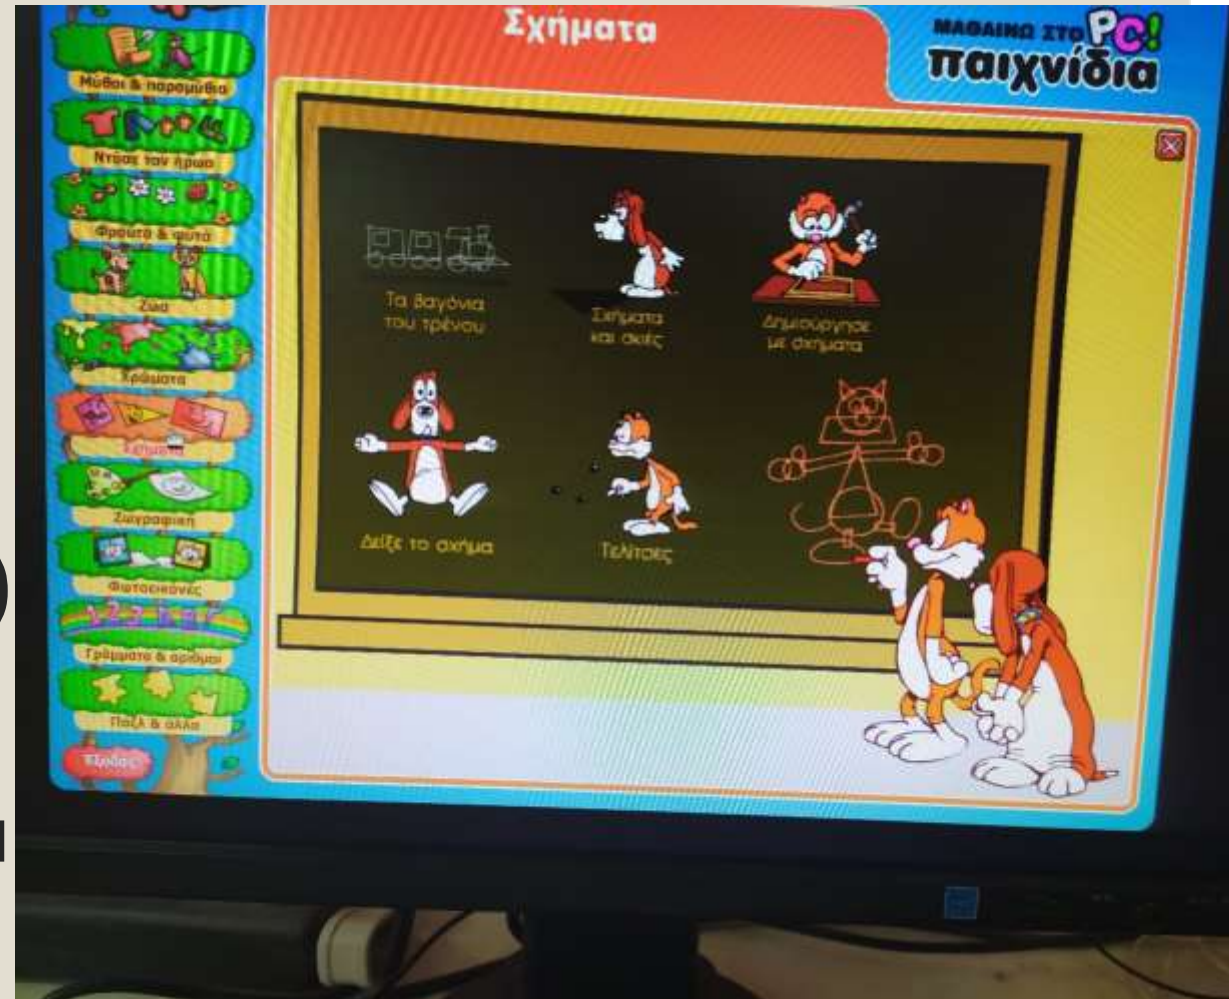 Σχήματα
ΜΑΘΑΙΝΩ ΣΤΟ PC!
παιχνίδια
Μύθοι & παραμύθια
Ντύσε τον ήρωα
Φρούτα & φυτά
Ζώα
Χρώματα
Σχήματα
Ζωγραφική
Φωτοεικόνες
Γράμματα & αριθμοί
Παζλ & άλλα
Έξοδος
Τα βαγόνια
του τρένου
Σχήματα
και σκιές
Δημιούργησε
με σχήματα
Δείξε το σχήμα
Τελίτσες